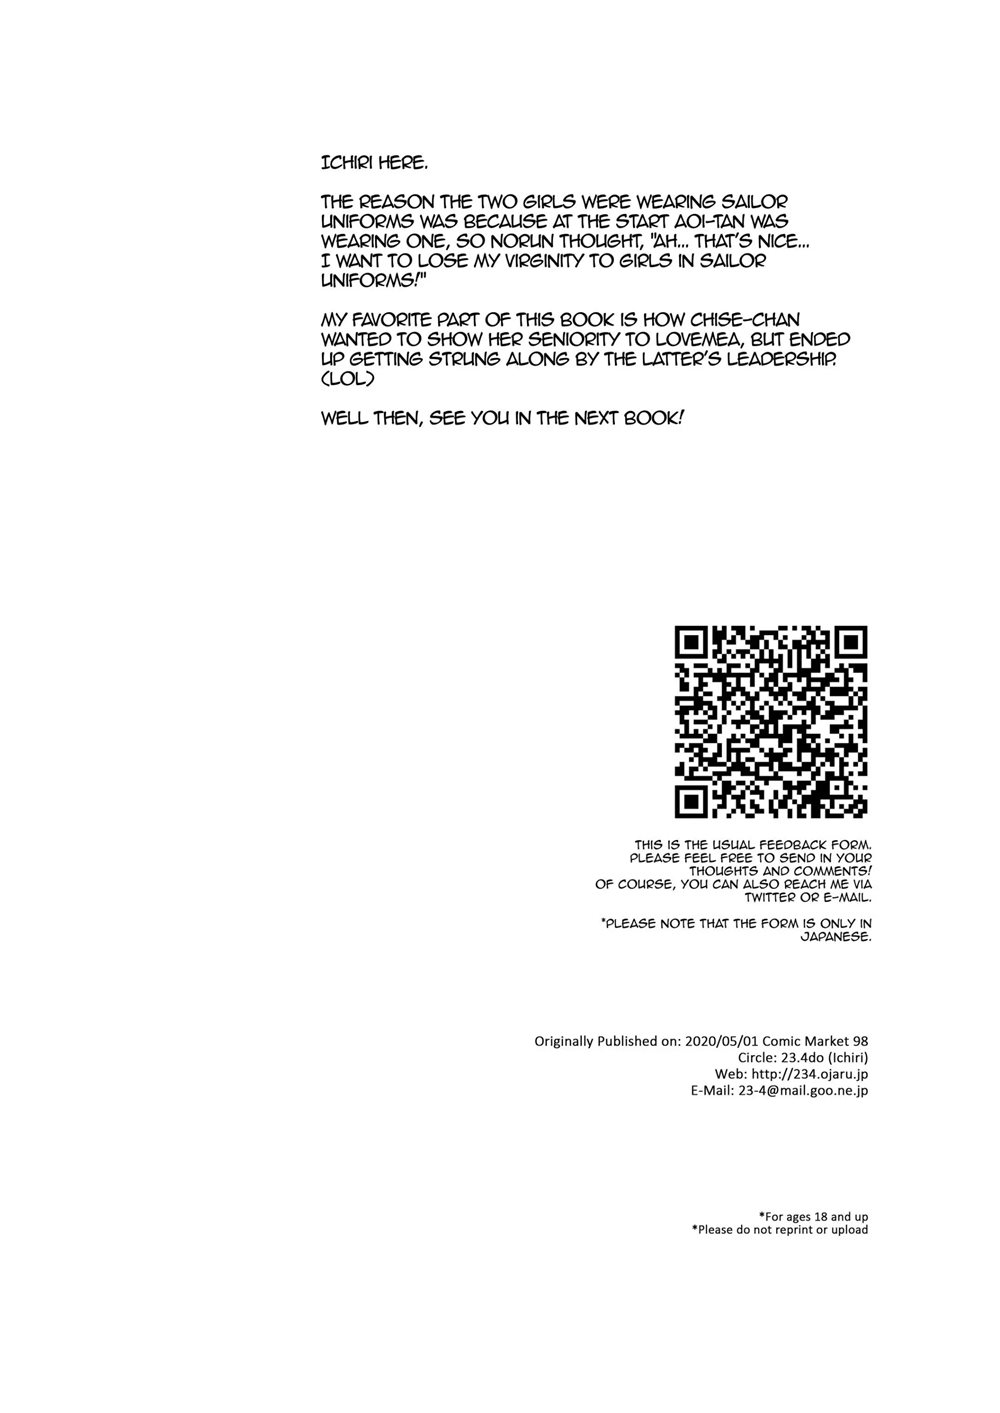 ICHIRI HERE.
THE REASON THE TWO GIRLS WERE WEARING SAILOR
UNIFORMS WAS BECAUSE AT THE START AOI-TAN WAS
WEARING ONE, SO NORUN THOUGHT, "AH... THAT'S NICE...
I WANT TO LOSE MY VIRGINITY TO GIRLS IN SAILOR
UNIFORMS!"
MY FAVORITE PART OF THIS BOOK IS HOW CHISE-CHAN
WANTED TO SHOW HER SENIORITY TO LOVEMEA, BUT ENDED
UP GETTING STRUNG ALONG BY THE LATTER'S LEADERSHIP.
(LOL)
WELL THEN, SEE YOU IN THE NEXT BOOK!
THIS IS THE USUAL FEEDBACK FORM.
PLEASE FEEL FREE TO SEND IN YOUR
THOUGHTS AND COMMENTS!
OF COURSE, YOU CAN ALSO REACH ME VIA
TWITTER OR E-MAIL.
*PLEASE NOTE THAT THE FORM IS ONLY IN
JAPANESE.
Originally Published on: 2020/05/01 Comic Market 98
Circle: 23.4do (Ichiri)
Web: http://234.ojaru.jp
E-Mail: 23-4@mail.goo.ne.jp
*For ages 18 and up
*Please do not reprint or upload